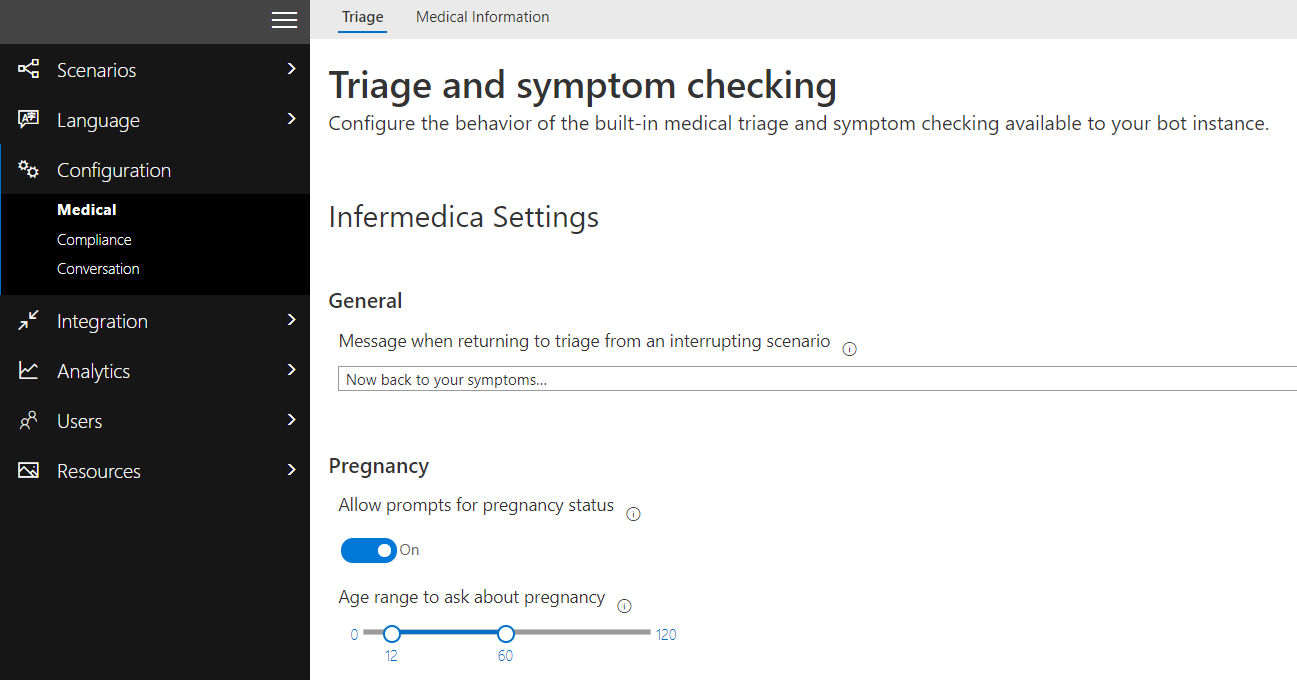 Scenarios
Language
Configuration
Medical
Compliance
Conversation
Integration
Analytics
Users
Resources
Triage Medical Information
Triage and symptom checking
Configure the behavior of the built-in medical triage and symptom checking available to your bot instance.
Infermedica Settings
General
Message when returning to triage from an interrupting scenario
Now back to your symptoms...
Pregnancy
Allow prompts for pregnancy status
On
Age range to ask about pregnancy
0 120
12 60